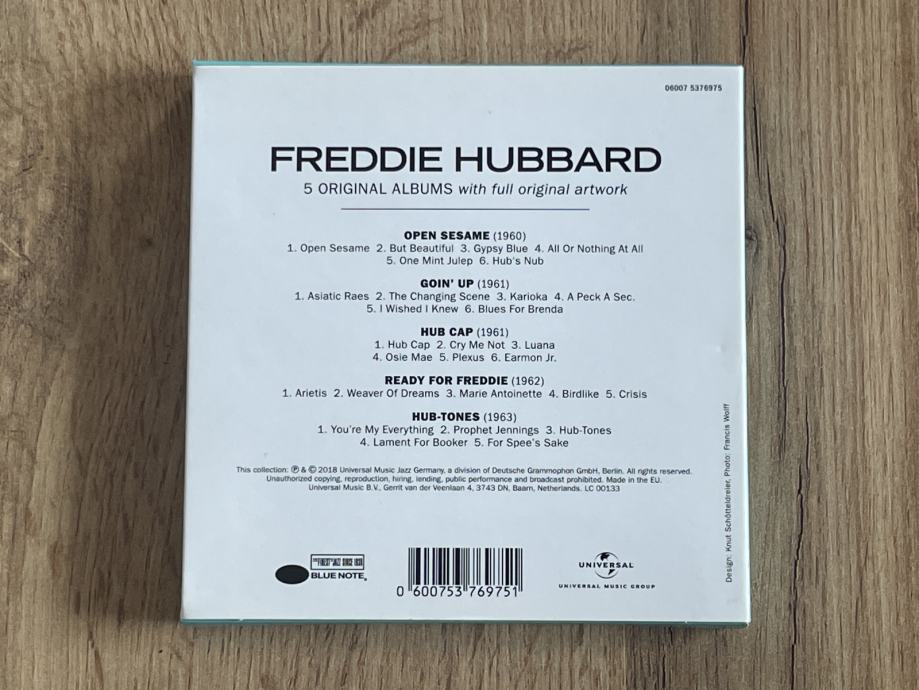 06007 5376975
FREDDIE HUBBARD
5 ORIGINAL ALBUMS with full original artwork
OPEN SESAME (1960)
1. Open Sesame 2. But Beautiful 3. Gypsy Blue 4. All Or Nothing At All
5. One Mint Julep 6. Hub's Nub
GOIN' UP (1961)
1. Asiatic Raes 2. The Changing Scene 3. Karioka 4. A Peck A Sec.
5. I Wished I Knew 6. Blues For Brenda
HUB CAP (1961)
1. Hub Cap 2. Cry Me Not 3. Luana
4. Osie Mae 5. Plexus 6. Earmon Jr.
READY FOR FREDDIE (1962)
1. Arietis 2. Weaver Of Dreams 3. Marie Antoinette 4. Birdlike 5. Crisis
HUB-TONES (1963)
1. You're My Everything 2. Prophet Jennings 3. Hub-Tones
4. Lament For Booker 5. For Spee's Sake
This collection: ℗ & © 2018 Universal Music Jazz Germany, a division of Deutsche Grammophon GmbH, Berlin. All rights reserved.
Unauthorized copying, reproduction, hiring, lending, public performance and broadcast prohibited. Made in the EU.
Universal Music B.V., Gerrit van der Veenlaan 4, 3743 DN, Baarn, Netherlands. LC 00133
Design: Knut Schötteldreier, Photo: Francis Wolff
THE FINEST IN JAZZ SINCE 1939
BLUE NOTE®
0 600753 769751
UNIVERSAL
UNIVERSAL MUSIC GROUP